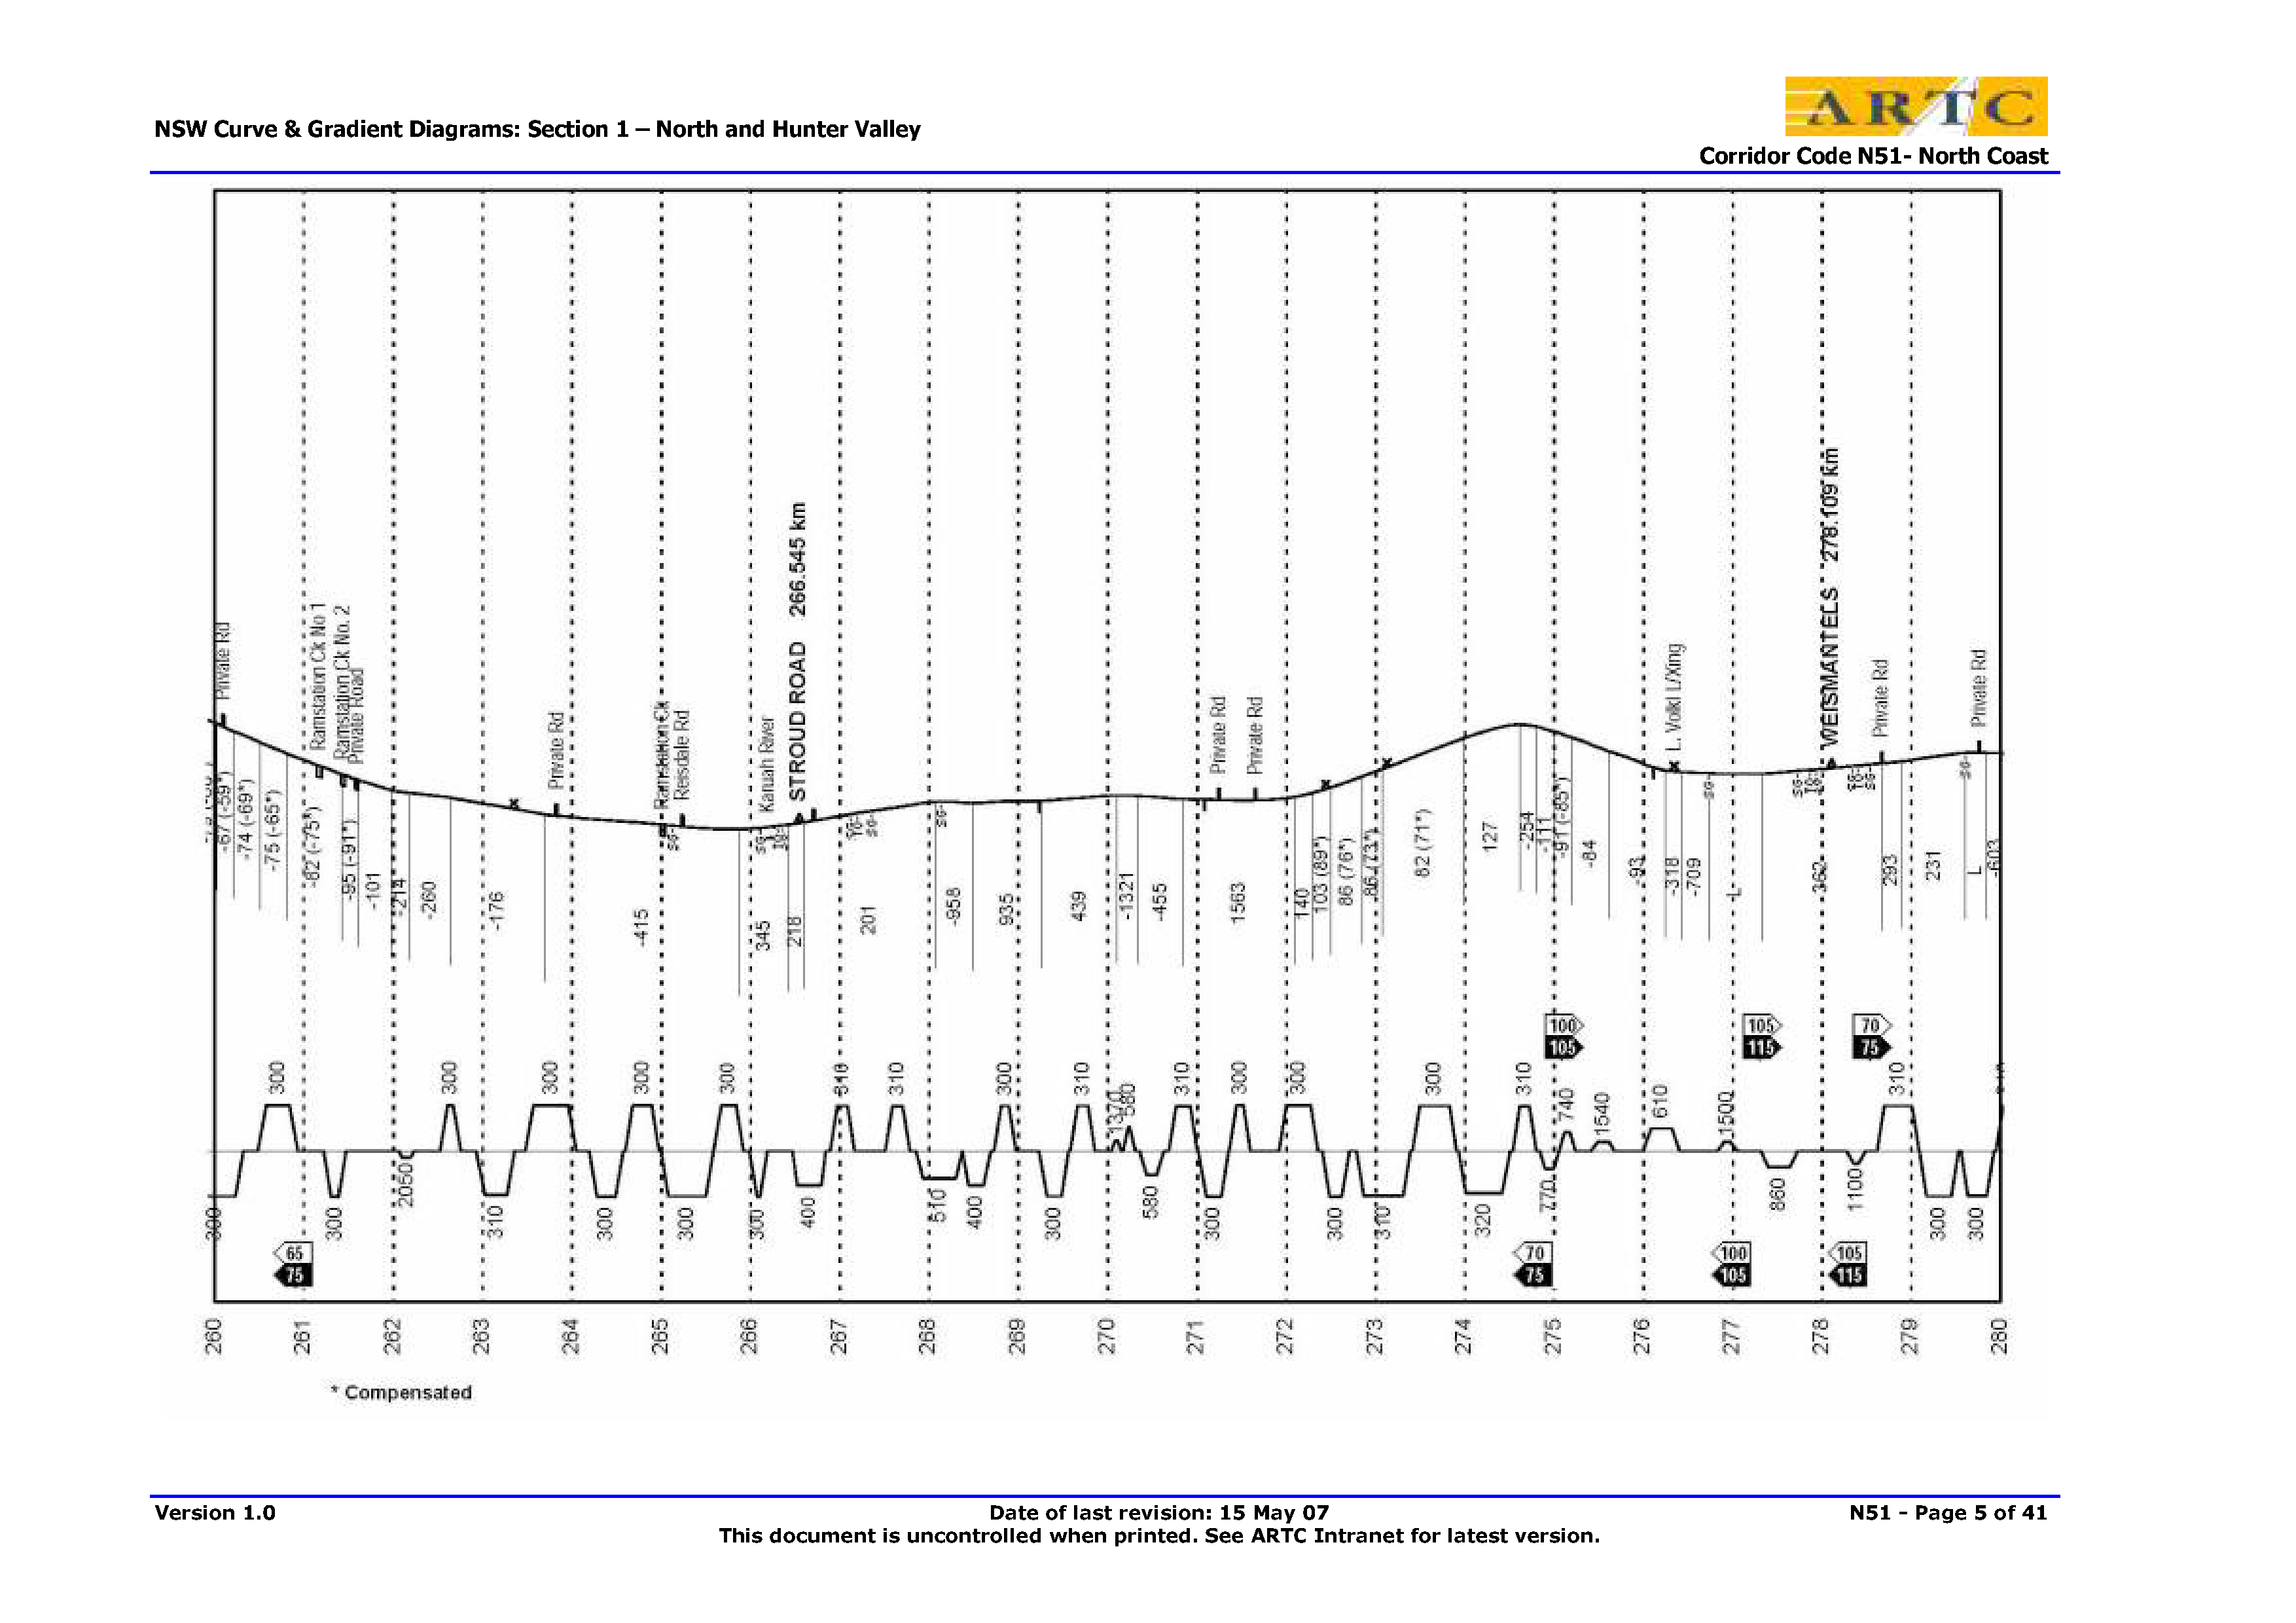 NSW Curve & Gradient Diagrams: Section 1 – North and Hunter Valley
ARTC
Corridor Code N51- North Coast
Private Rd
Ramstation Ck No 1
Ramstation Ck No. 2
Private Road
Private Rd
Ramstation Ck
Reisdale Rd
Karuah River
STROUD ROAD 266.545 km
Private Rd
Private Rd
L. Volkl L/Xing
WEISMANTELS 278.109 km
Private Rd
Private Rd
-67 (-59*)
-74 (-69*)
-75 (-65*)
-82 (-75*)
-95 (-91*)
-101
-214
-260
-176
-415
345
218
201
-958
935
439
-1321
-455
1563
140
103 (89*)
86 (76*)
86 (73*)
82 (71*)
127
-254
-111
-91 (-85*)
-84
-93
-318
-709
L
362
293
231
L
-603
100 105 70
105 115 75
300 300 300 300 300 310 310 300 310 1370 580 310 300 300 300 310 740 1540 610 1500 310
300 300 2050 310 300 300 300 400 510 400 300 580 300 300 310 320 770 860 1100 300 300
65 70 100 105
75 75 105 115
260 261 262 263 264 265 266 267 268 269 270 271 272 273 274 275 276 277 278 279 280
* Compensated
Version 1.0
Date of last revision: 15 May 07
N51 - Page 5 of 41
This document is uncontrolled when printed. See ARTC Intranet for latest version.